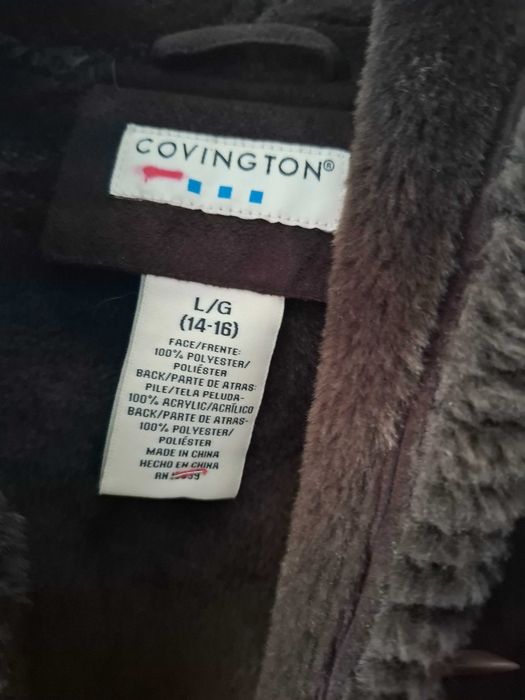 COVINGTON®
L/G
(14-16)
FACE/FRENTE:
100% POLYESTER/
POLIÉSTER
BACK/PARTE DE ATRAS:
PILE/TELA PELUDA-
100% ACRYLIC/ACRÍLICO
BACK/PARTE DE ATRAS-
100% POLYESTER/
POLIÉSTER
MADE IN CHINA
HECHO EN CHINA
RN